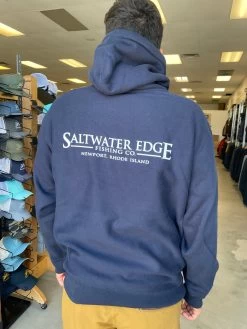 SALTWATER EDGE
FISHING CO.
NEWPORT, RHODE ISLAND